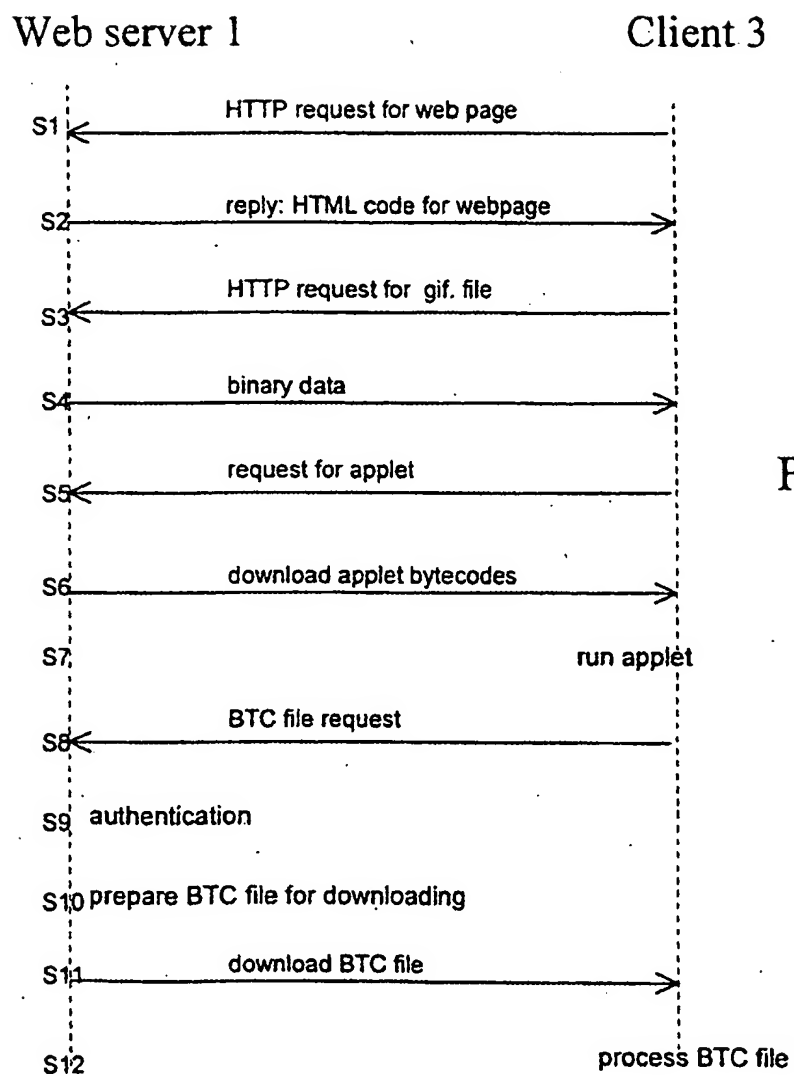 Web server 1 Client 3
HTTP request for web page
S1
reply: HTML code for webpage
S2
HTTP request for gif. file
S3
binary data
S4
request for applet
S5
F
download applet bytecodes
S6
S7 run applet
BTC file request
S8
S9 authentication
S10 prepare BTC file for downloading
download BTC file
S11
S12 process BTC file